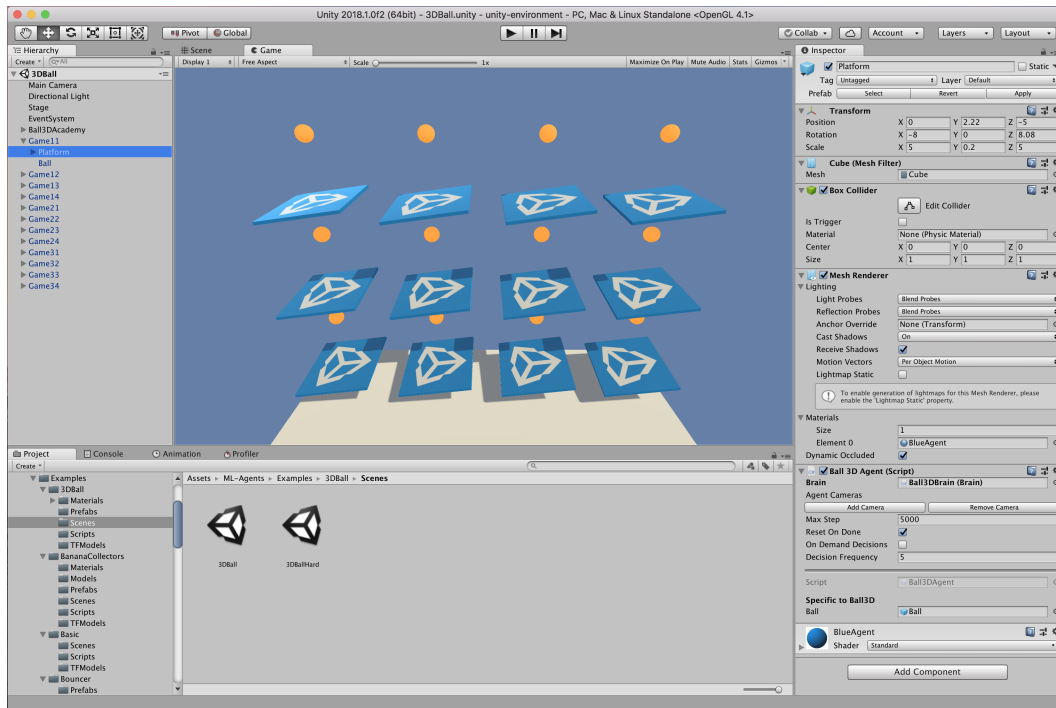 Unity 2018.1.0f2 (64bit) - 3DBall.unity - unity-environment - PC, Mac & Linux Standalone <OpenGL 4.1>
Pivot Global Collab Account Layers Layout
Hierarchy
Create All
3DBall
Main Camera
Directional Light
Stage
EventSystem
Ball3DAcademy
Game11
Platform
Ball
Game12
Game13
Game14
Game21
Game22
Game23
Game24
Game31
Game32
Game33
Game34
Scene Game
Display 1 Free Aspect Scale 1x Maximize On Play Mute Audio Stats Gizmos
Inspector
Platform Static
Tag Untagged Layer Default
Prefab Select Revert Apply
Transform
Position X 0 Y 2.22 Z -5
Rotation X -8 Y 0 Z 8.08
Scale X 5 Y 0.2 Z 5
Cube (Mesh Filter)
Mesh Cube
Box Collider
Edit Collider
Is Trigger
Material None (Physic Material)
Center X 0 Y 0 Z 0
Size X 1 Y 1 Z 1
Mesh Renderer
Lighting
Light Probes Blend Probes
Reflection Probes Blend Probes
Anchor Override None (Transform)
Cast Shadows On
Receive Shadows
Motion Vectors Per Object Motion
Lightmap Static
To enable generation of lightmaps for this Mesh Renderer, please
enable the 'Lightmap Static' property.
Materials
Size 1
Element 0 BlueAgent
Dynamic Occluded
Ball 3D Agent (Script)
Brain Ball3DBrain (Brain)
Agent Cameras
Add Camera Remove Camera
Max Step 5000
Reset On Done
On Demand Decisions
Decision Frequency 5
Script Ball3DAgent
Specific to Ball3D
Ball Ball
BlueAgent
Shader Standard
Add Component
Project Console Animation Profiler
Create
Examples
3DBall
Materials
Prefabs
Scenes
Scripts
TFModels
BananaCollectors
Materials
Models
Prefabs
Scenes
Scripts
TFModels
Basic
Scenes
Scripts
TFModels
Bouncer
Prefabs
Assets ▸ ML-Agents ▸ Examples ▸ 3DBall ▸ Scenes
3DBall 3DBallHard